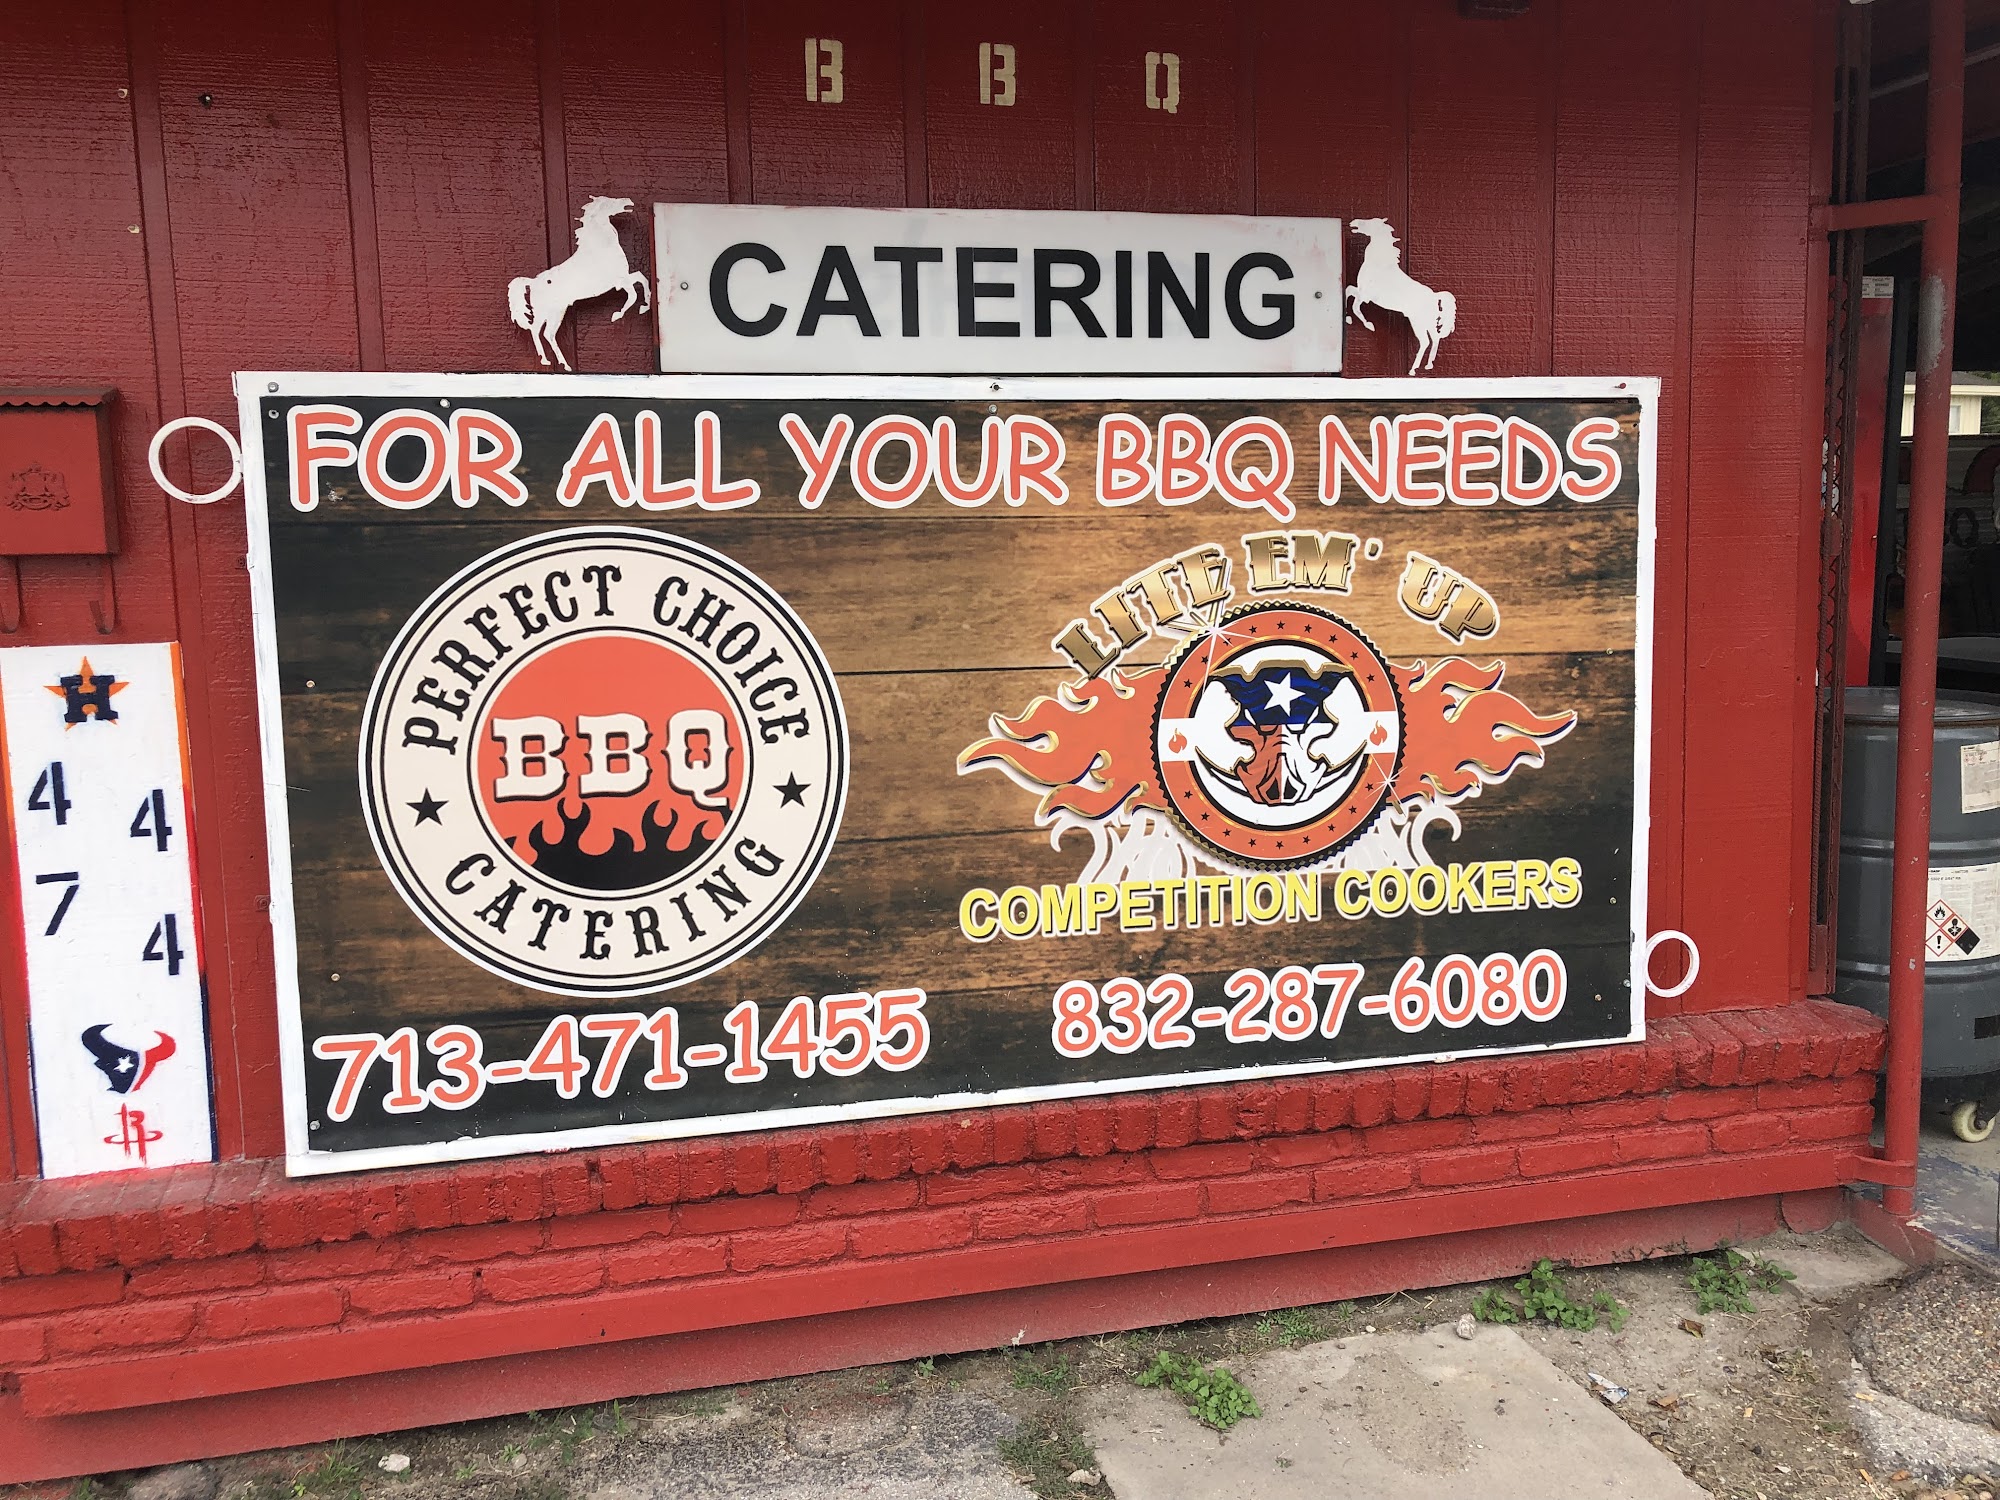 B B Q
CATERING
FOR ALL YOUR BBQ NEEDS
PERFECT CHOICE
BBQ
CATERING
LITE EM' UP
COMPETITION COOKERS
713-471-1455
832-287-6080
H
4
4
7
4
R